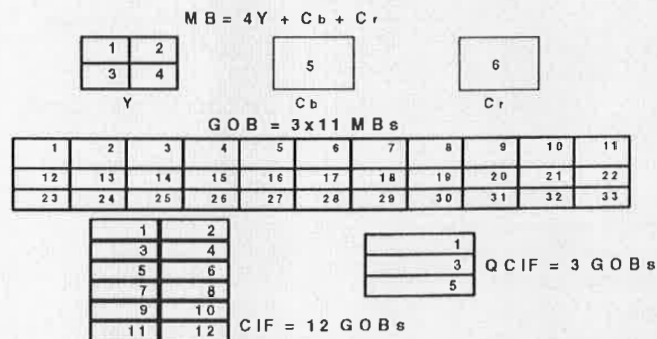 MB = 4Y + Cb + Cr
1 2
3 4
5
6
Y Cb Cr
GOB = 3x11 MBs
1 2 3 4 5 6 7 8 9 10 11
12 13 14 15 16 17 18 19 20 21 22
23 24 25 26 27 28 29 30 31 32 33
1 2
3 4
5 6
7 8
9 10
11 12
CIF = 12 GOBs
1
3
5
QCIF = 3 GOBs